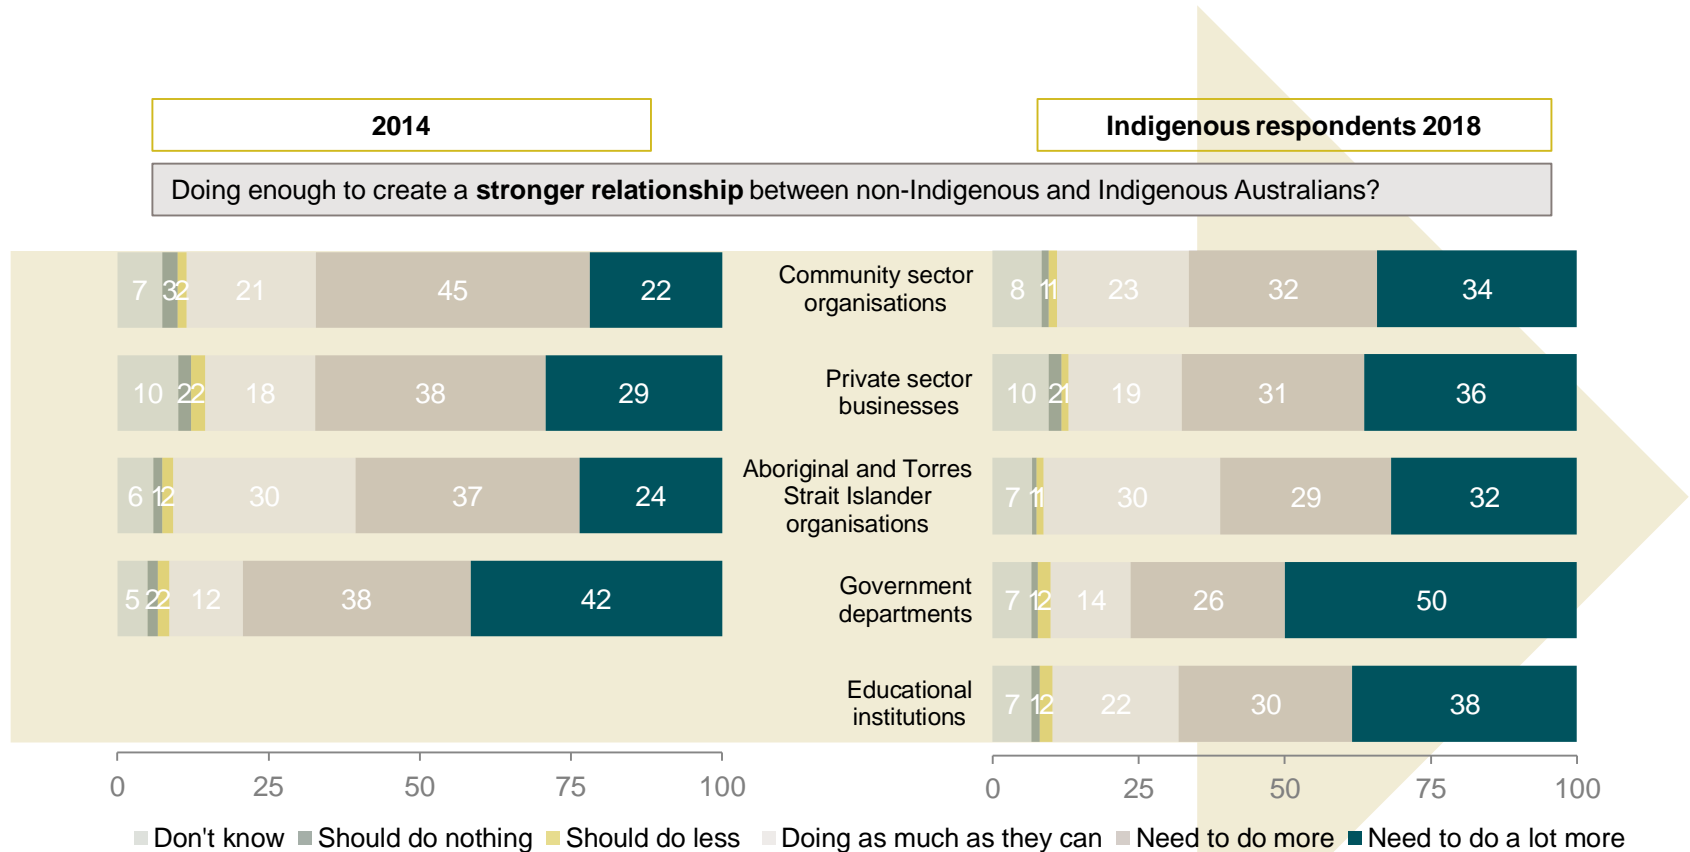 2014
Indigenous respondents 2018
Doing enough to create a stronger relationship between non-Indigenous and Indigenous Australians?
7 3 2 21 45 22
Community sector
organisations
8 1 1 23 32 34
10 2 2 18 38 29
Private sector
businesses
10 2 1 19 31 36
6 1 2 30 37 24
Aboriginal and Torres
Strait Islander
organisations
7 1 1 30 29 32
5 2 2 12 38 42
Government
departments
7 1 2 14 26 50
Educational
institutions
7 1 2 22 30 38
0 25 50 75 100
0 25 50 75 100
Don't know Should do nothing Should do less Doing as much as they can Need to do more Need to do a lot more